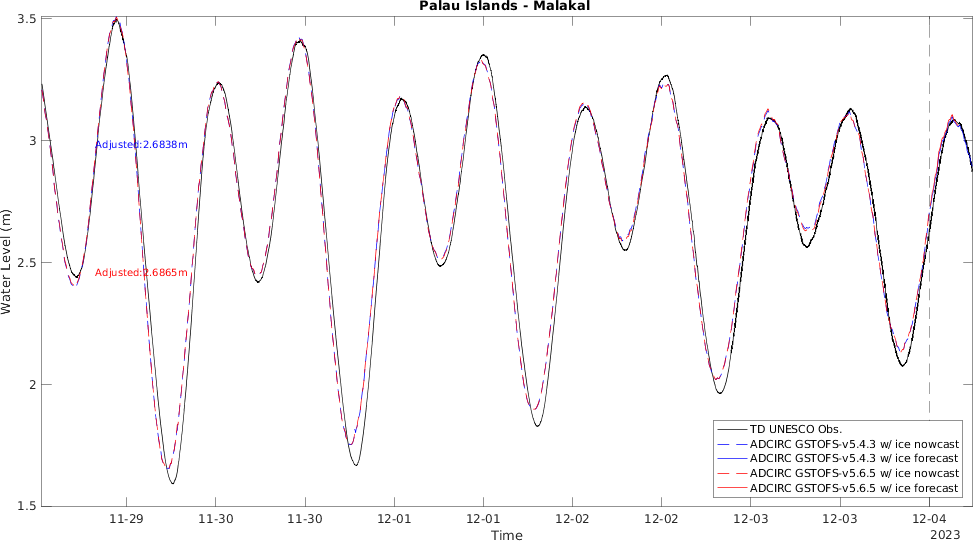 Palau Islands - Malakal
3.5
3
2.5
2
1.5
Water Level (m)
Adjusted:2.6838m
Adjusted:2.6865m
TD UNESCO Obs.
ADCIRC GSTOFS-v5.4.3 w/ ice nowcast
ADCIRC GSTOFS-v5.4.3 w/ ice forecast
ADCIRC GSTOFS-v5.6.5 w/ ice nowcast
ADCIRC GSTOFS-v5.6.5 w/ ice forecast
11-29 11-30 11-30 12-01 12-01 12-02 12-02 12-03 12-03 12-04
Time
2023